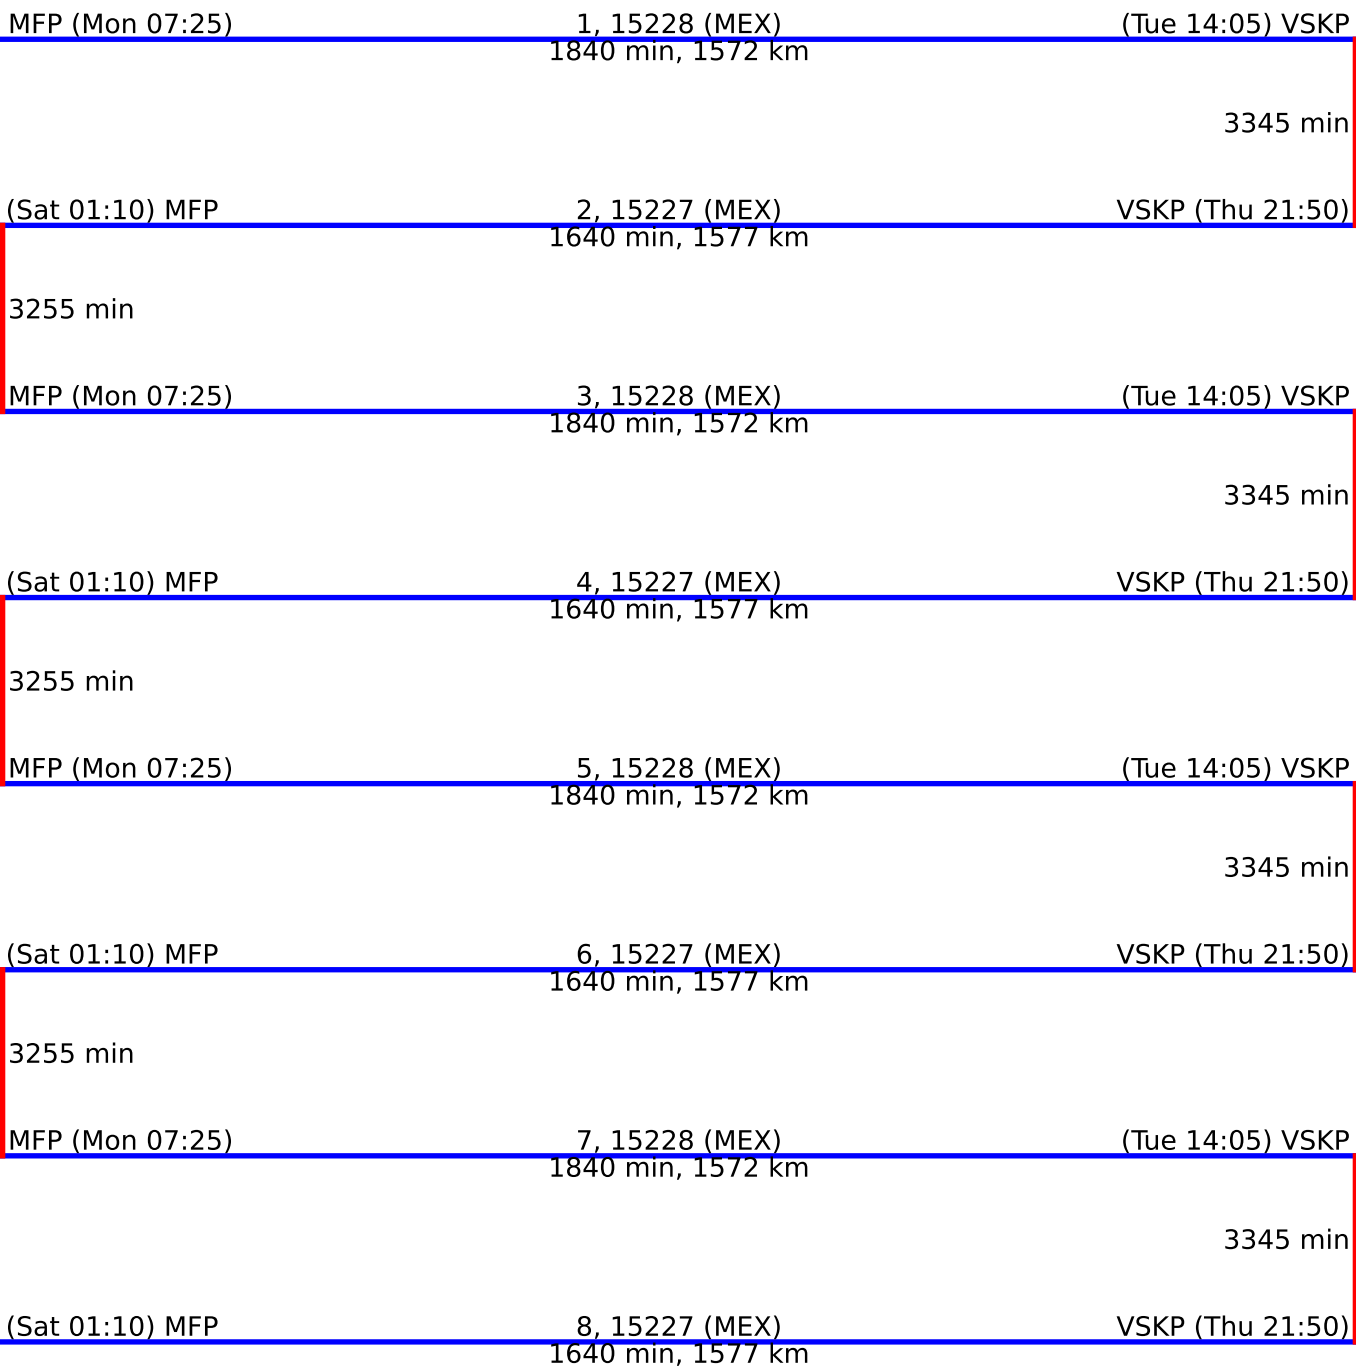 MFP (Mon 07:25) 1, 15228 (MEX) (Tue 14:05) VSKP
1840 min, 1572 km
3345 min
(Sat 01:10) MFP 2, 15227 (MEX) VSKP (Thu 21:50)
1640 min, 1577 km
3255 min
MFP (Mon 07:25) 3, 15228 (MEX) (Tue 14:05) VSKP
1840 min, 1572 km
3345 min
(Sat 01:10) MFP 4, 15227 (MEX) VSKP (Thu 21:50)
1640 min, 1577 km
3255 min
MFP (Mon 07:25) 5, 15228 (MEX) (Tue 14:05) VSKP
1840 min, 1572 km
3345 min
(Sat 01:10) MFP 6, 15227 (MEX) VSKP (Thu 21:50)
1640 min, 1577 km
3255 min
MFP (Mon 07:25) 7, 15228 (MEX) (Tue 14:05) VSKP
1840 min, 1572 km
3345 min
(Sat 01:10) MFP 8, 15227 (MEX) VSKP (Thu 21:50)
1640 min, 1577 km